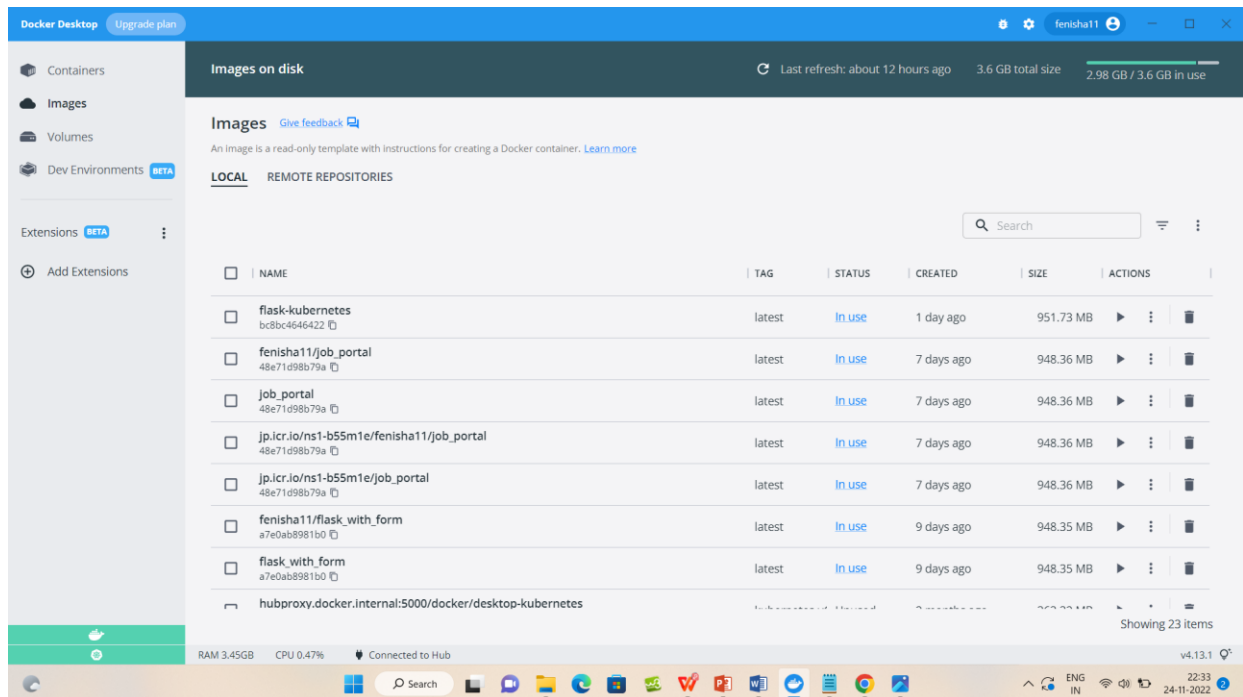 Docker Desktop Upgrade plan fenisha11
Containers
Images
Volumes
Dev Environments BETA
Extensions BETA
Add Extensions
Images on disk Last refresh: about 12 hours ago 3.6 GB total size 2.98 GB / 3.6 GB in use
Images Give feedback
An image is a read-only template with instructions for creating a Docker container. Learn more
LOCAL REMOTE REPOSITORIES
Search
NAME TAG STATUS CREATED SIZE ACTIONS
flask-kubernetes
bc8bc4646422
latest In use 1 day ago 951.73 MB
fenisha11/job_portal
48e71d98b79a
latest In use 7 days ago 948.36 MB
job_portal
48e71d98b79a
latest In use 7 days ago 948.36 MB
jp.icr.io/ns1-b55m1e/fenisha11/job_portal
48e71d98b79a
latest In use 7 days ago 948.36 MB
jp.icr.io/ns1-b55m1e/job_portal
48e71d98b79a
latest In use 7 days ago 948.36 MB
fenisha11/flask_with_form
a7e0ab8981b0
latest In use 9 days ago 948.35 MB
flask_with_form
a7e0ab8981b0
latest In use 9 days ago 948.35 MB
hubproxy.docker.internal:5000/docker/desktop-kubernetes
Showing 23 items
RAM 3.45GB CPU 0.47% Connected to Hub v4.13.1
Search ENG 22:33
IN 24-11-2022 2